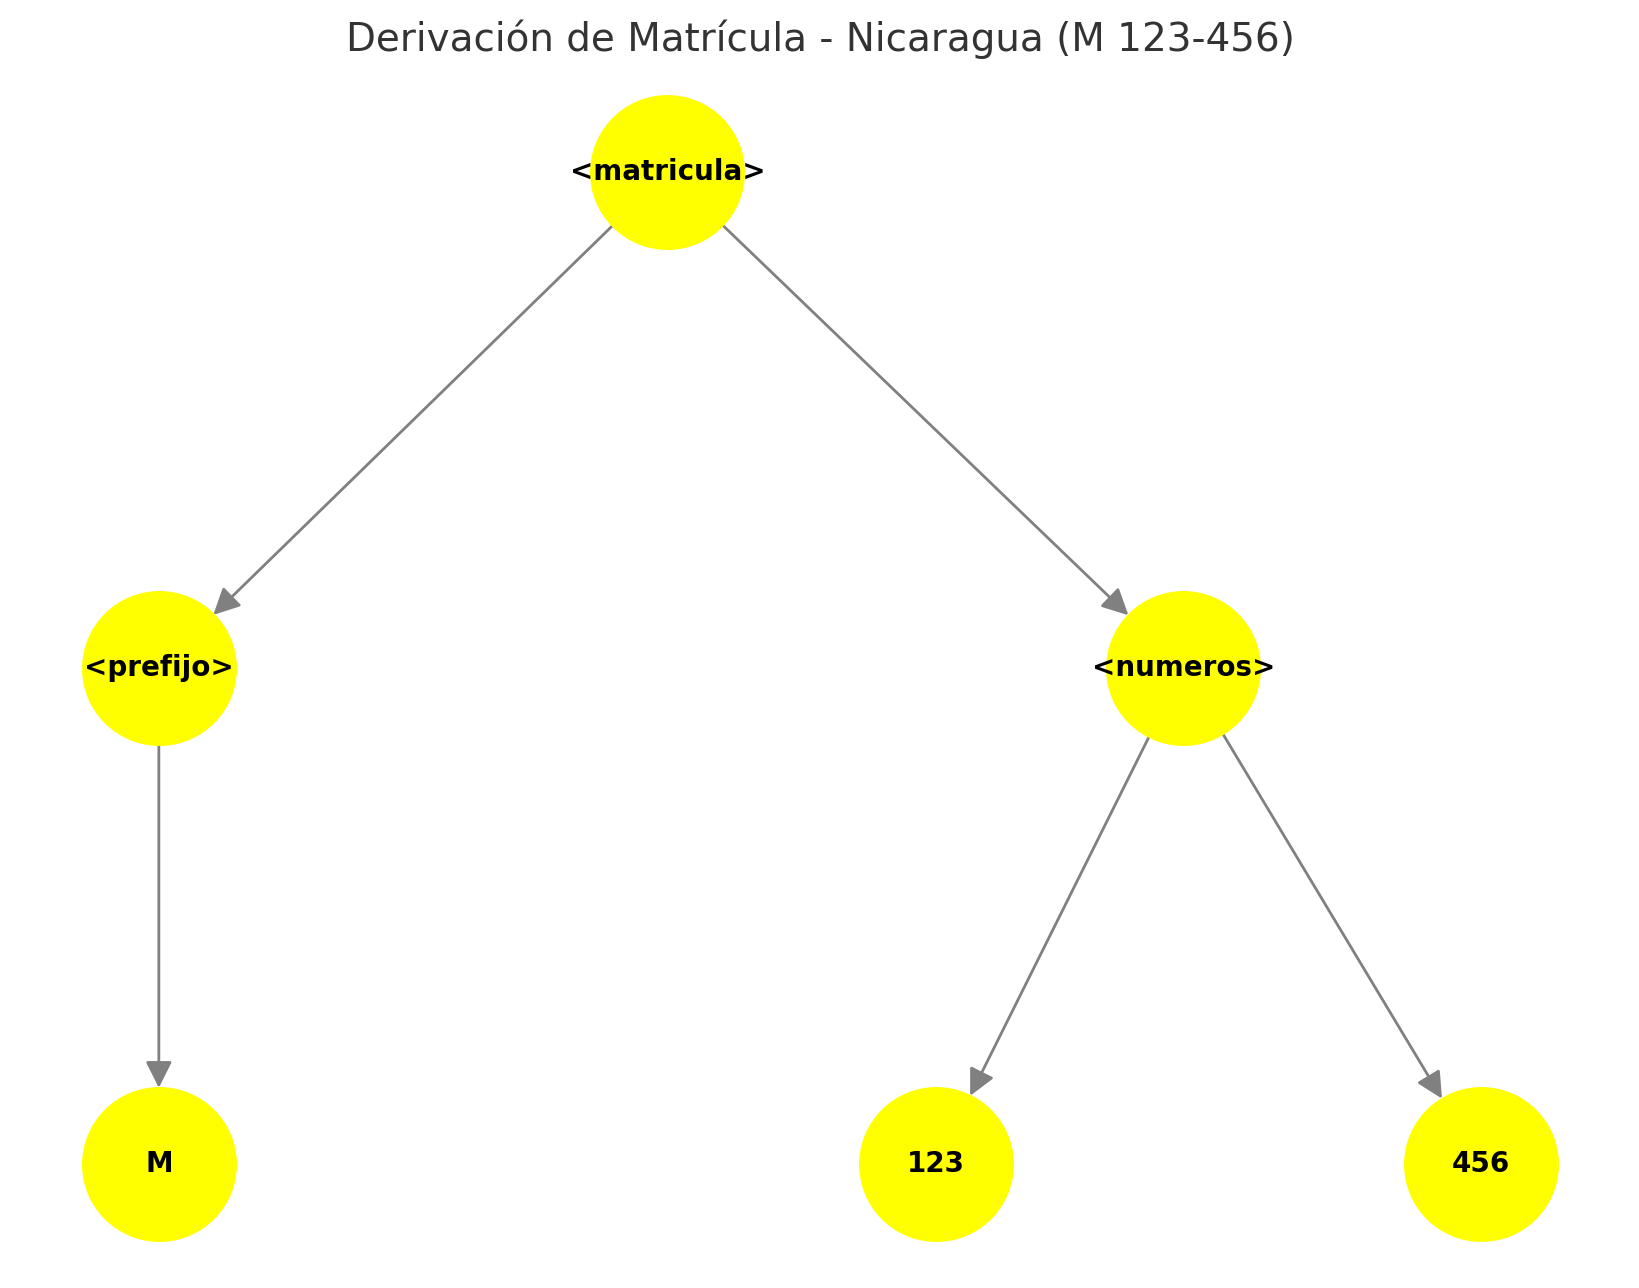 Derivación de Matrícula - Nicaragua (M 123-456)
<matricula>
<prefijo>
<numeros>
M
123
456